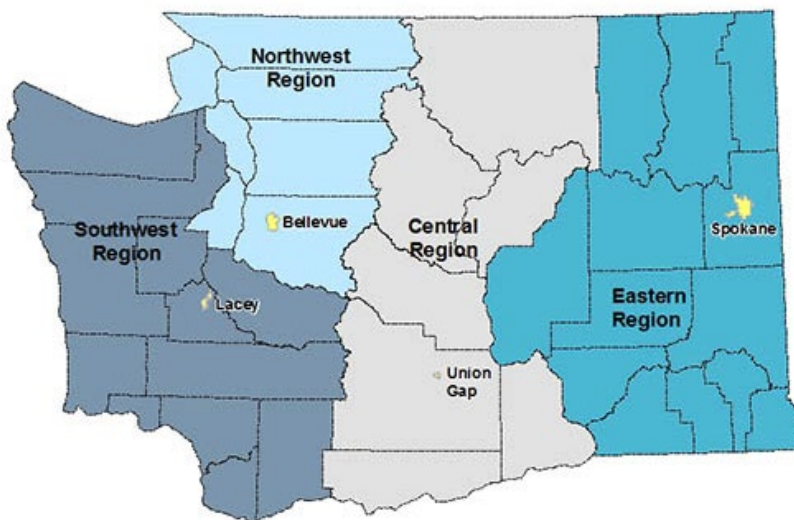 Northwest
Region
Southwest
Region
Bellevue
Central
Region
Spokane
Lacey
Eastern
Region
Union
Gap